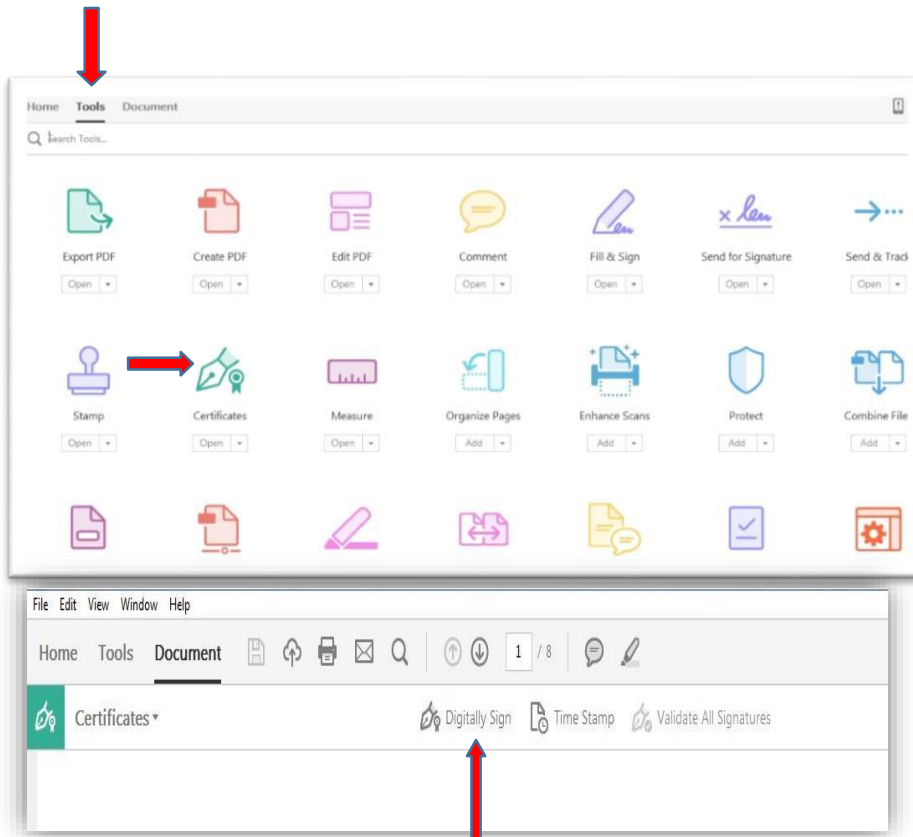 Home Tools Document
Search Tools...
Export PDF Create PDF Edit PDF Comment Fill & Sign Send for Signature Send & Track
Open Open Open Open Open Open Open
Stamp Certificates Measure Organize Pages Enhance Scans Protect Combine File
Open Open Open Add Add Add Add
File Edit View Window Help
Home Tools Document 1 / 8
Certificates Digitally Sign Time Stamp Validate All Signatures